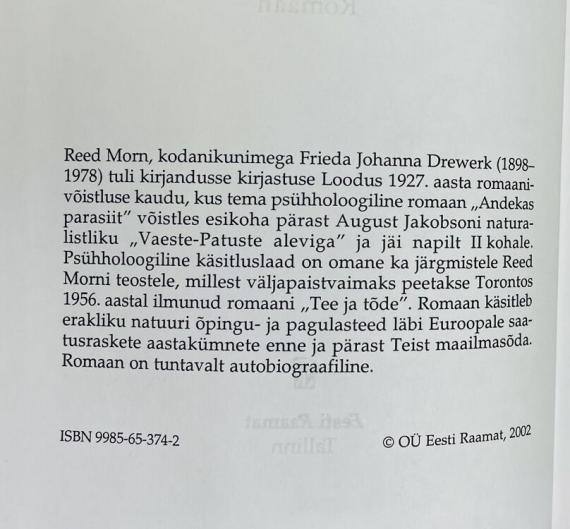 Reed Morn, kodanikunimega Frieda Johanna Drewerk (1898–
1978) tuli kirjandusse kirjastuse Loodus 1927. aasta romaani-
võistluse kaudu, kus tema psühholoogiline romaan „Andekas
parasiit” võistles esikoha pärast August Jakobsoni natura-
listliku „Vaeste-Patuste aleviga” ja jäi napilt II kohale.
Psühholoogiline käsitluslaad on omane ka järgmistele Reed
Morni teostele, millest väljapaistvaimaks peetakse Torontos
1956. aastal ilmunud romaani „Tee ja tõde”. Romaan käsitleb
erakliku natuuri õpingu- ja pagulasteed läbi Euroopale saa-
tusraskete aastakümnete enne ja pärast Teist maailmasõda.
Romaan on tuntavalt autobiograafiline.
ISBN 9985-65-374-2
© OÜ Eesti Raamat, 2002